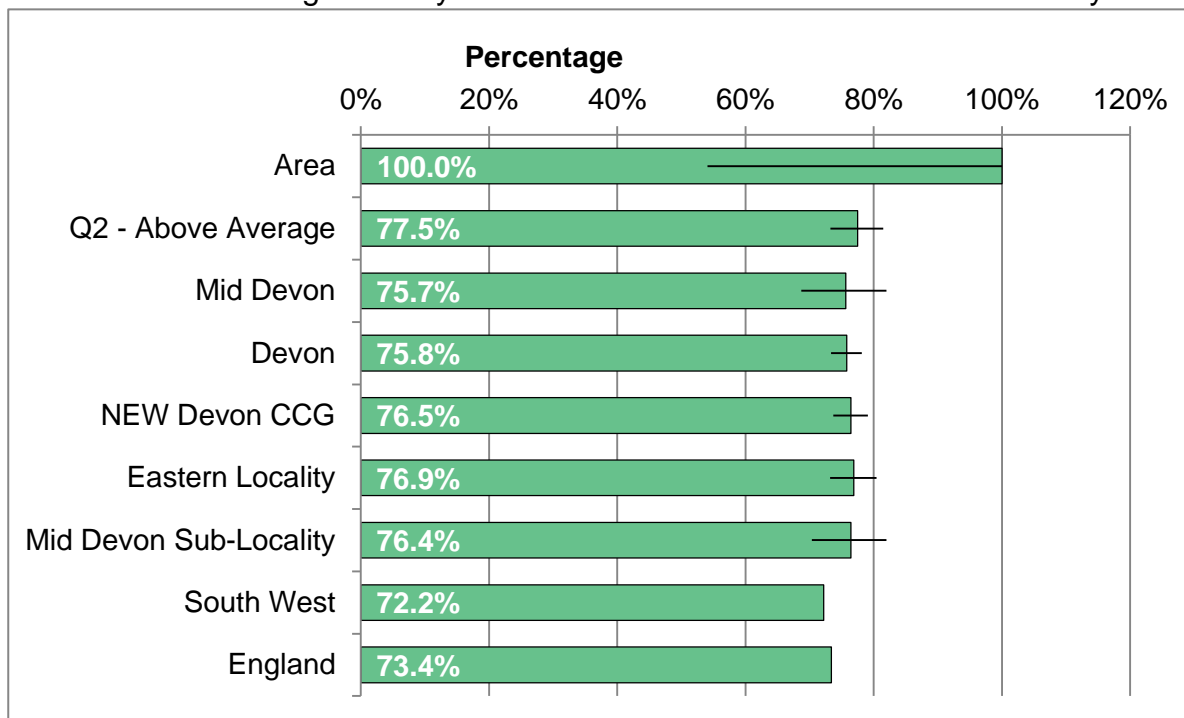 Percentage
0% 20% 40% 60% 80% 100% 120%
Area 100.0%
Q2 - Above Average 77.5%
Mid Devon 75.7%
Devon 75.8%
NEW Devon CCG 76.5%
Eastern Locality 76.9%
Mid Devon Sub-Locality 76.4%
South West 72.2%
England 73.4%